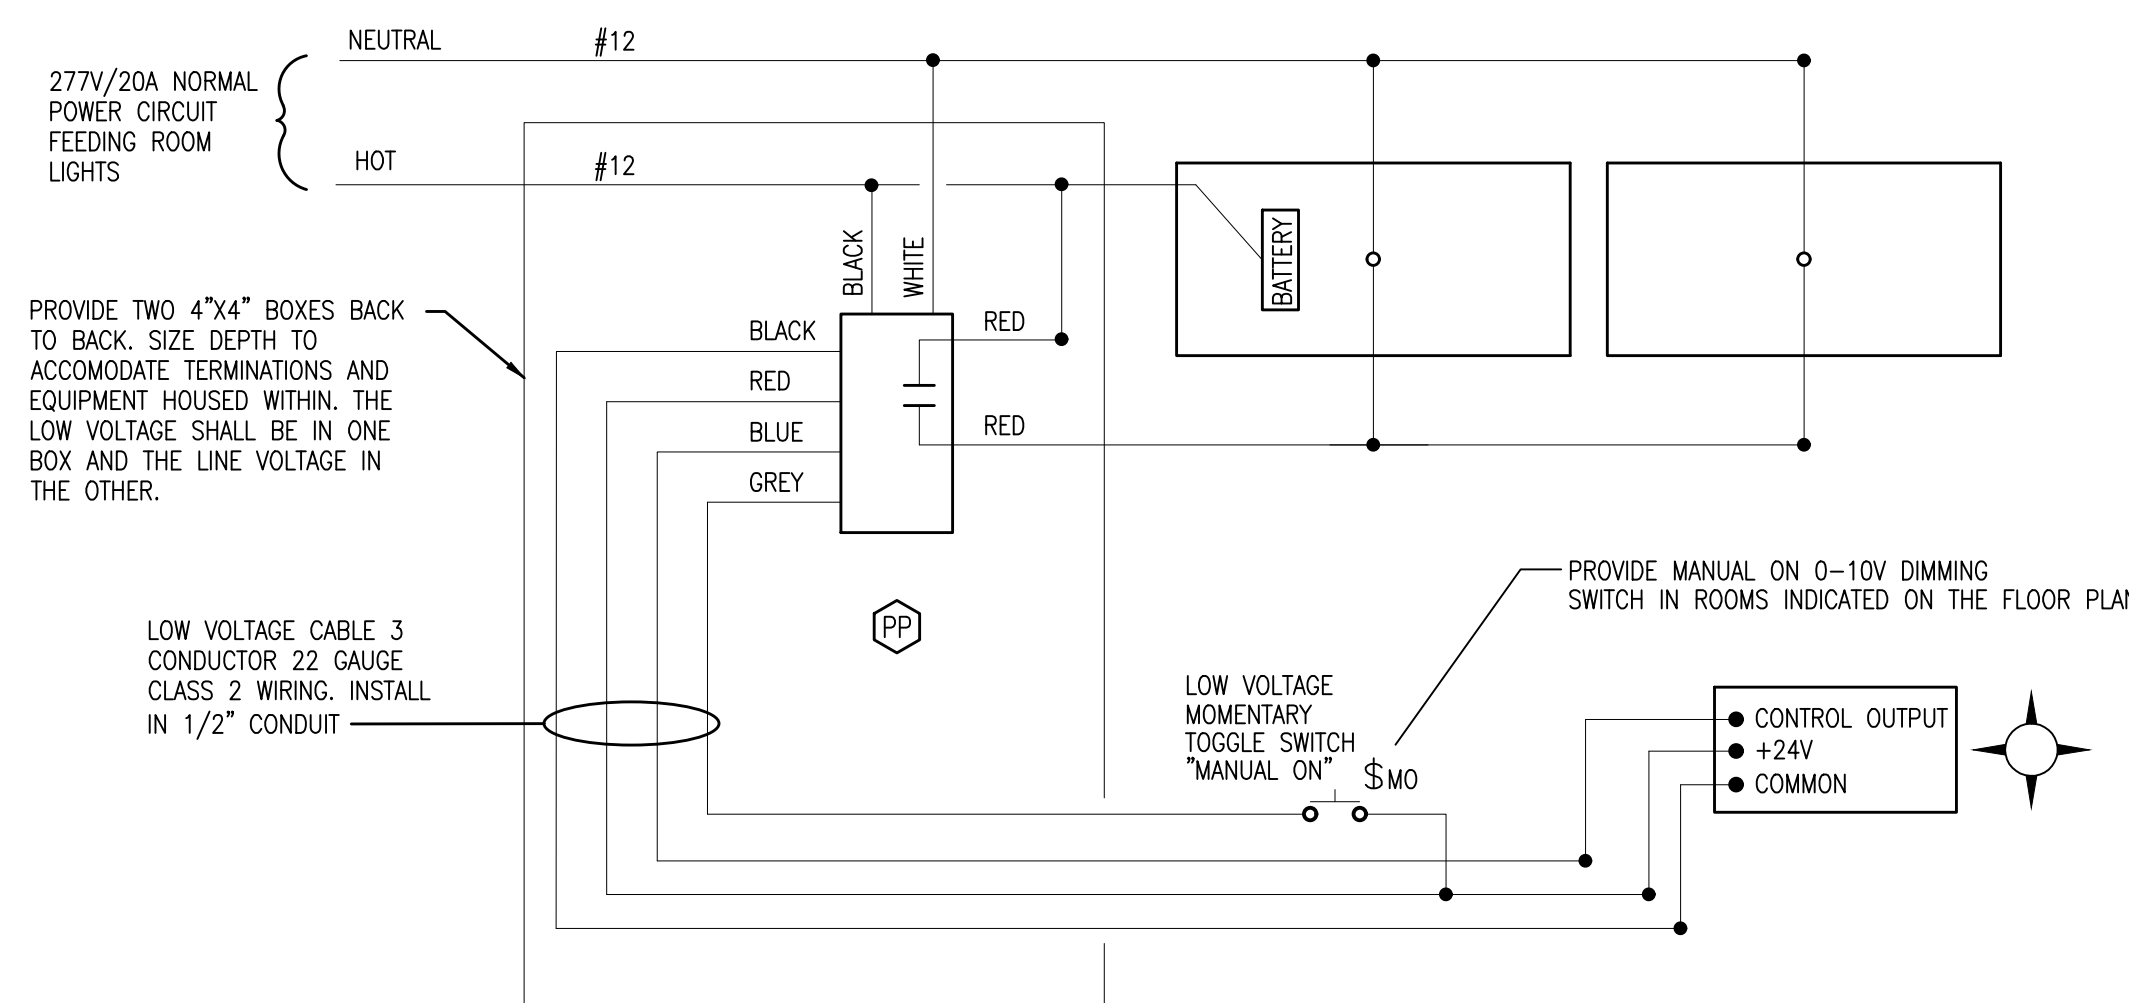 NEUTRAL
#12
277V/20A NORMAL
POWER CIRCUIT
FEEDING ROOM
LIGHTS
HOT
#12
BLACK
WHITE
BATTERY
PROVIDE TWO 4"X4" BOXES BACK
TO BACK. SIZE DEPTH TO
ACCOMODATE TERMINATIONS AND
EQUIPMENT HOUSED WITHIN. THE
LOW VOLTAGE SHALL BE IN ONE
BOX AND THE LINE VOLTAGE IN
THE OTHER.
BLACK
RED
BLUE
GREY
RED
RED
PP
PROVIDE MANUAL ON 0-10V DIMMING
SWITCH IN ROOMS INDICATED ON THE FLOOR PLAN
LOW VOLTAGE CABLE 3
CONDUCTOR 22 GAUGE
CLASS 2 WIRING. INSTALL
IN 1/2" CONDUIT
LOW VOLTAGE
MOMENTARY
TOGGLE SWITCH
"MANUAL ON"
$MO
CONTROL OUTPUT
+24V
COMMON